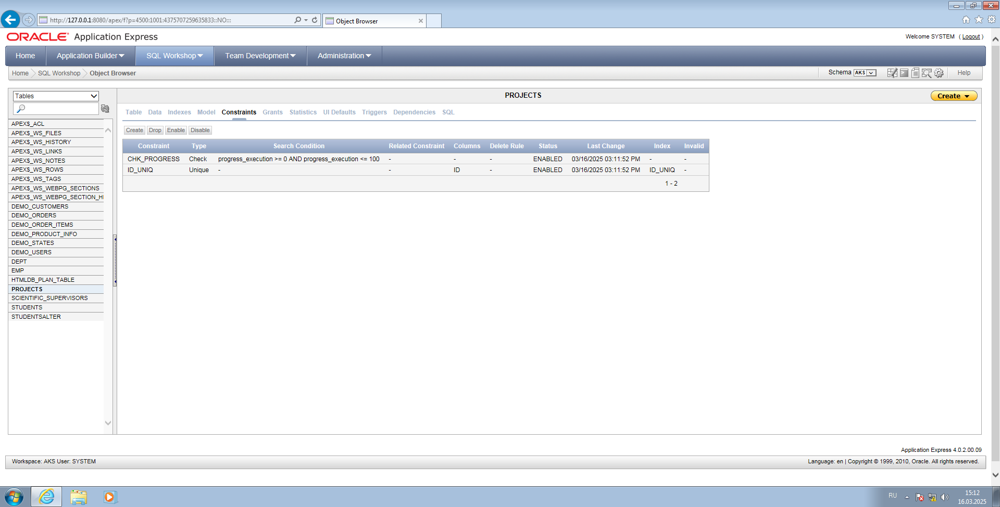 http://127.0.0.1:8080/apex/f?p=4500:1001:4375707259635833::NO:::
Object Browser
ORACLE Application Express
Welcome SYSTEM ( Logout )
Home Application Builder SQL Workshop Team Development Administration
Home SQL Workshop Object Browser
Schema AKS Help
Tables
PROJECTS
Create
Table Data Indexes Model Constraints Grants Statistics UI Defaults Triggers Dependencies SQL
Create Drop Enable Disable
Constraint Type Search Condition Related Constraint Columns Delete Rule Status Last Change Index Invalid
CHK_PROGRESS Check progress_execution >= 0 AND progress_execution <= 100 - - - ENABLED 03/16/2025 03:11:52 PM - -
ID_UNIQ Unique - - ID - ENABLED 03/16/2025 03:11:52 PM ID_UNIQ -
1 - 2
APEX$_ACL
APEX$_WS_FILES
APEX$_WS_HISTORY
APEX$_WS_LINKS
APEX$_WS_NOTES
APEX$_WS_ROWS
APEX$_WS_TAGS
APEX$_WS_WEBPG_SECTIONS
APEX$_WS_WEBPG_SECTION_HI
DEMO_CUSTOMERS
DEMO_ORDERS
DEMO_ORDER_ITEMS
DEMO_PRODUCT_INFO
DEMO_STATES
DEMO_USERS
DEPT
EMP
HTMLDB_PLAN_TABLE
PROJECTS
SCIENTIFIC_SUPERVISORS
STUDENTS
STUDENTSALTER
Application Express 4.0.2.00.09
Workspace: AKS User: SYSTEM
Language: en | Copyright © 1999, 2010, Oracle. All rights reserved.
RU
15:12
16.03.2025